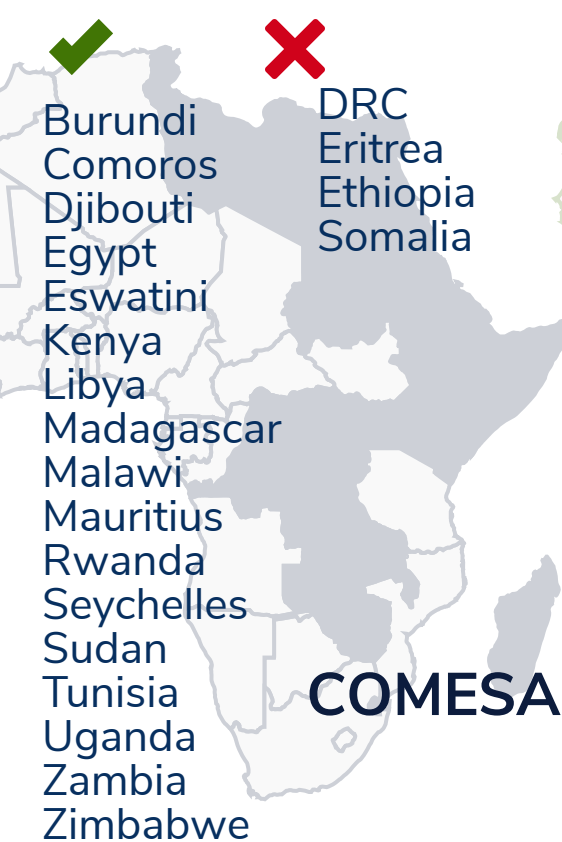 Burundi
Comoros
Djibouti
Egypt
Eswatini
Kenya
Libya
Madagascar
Malawi
Mauritius
Rwanda
Seychelles
Sudan
Tunisia
Uganda
Zambia
Zimbabwe
DRC
Eritrea
Ethiopia
Somalia
COMESA